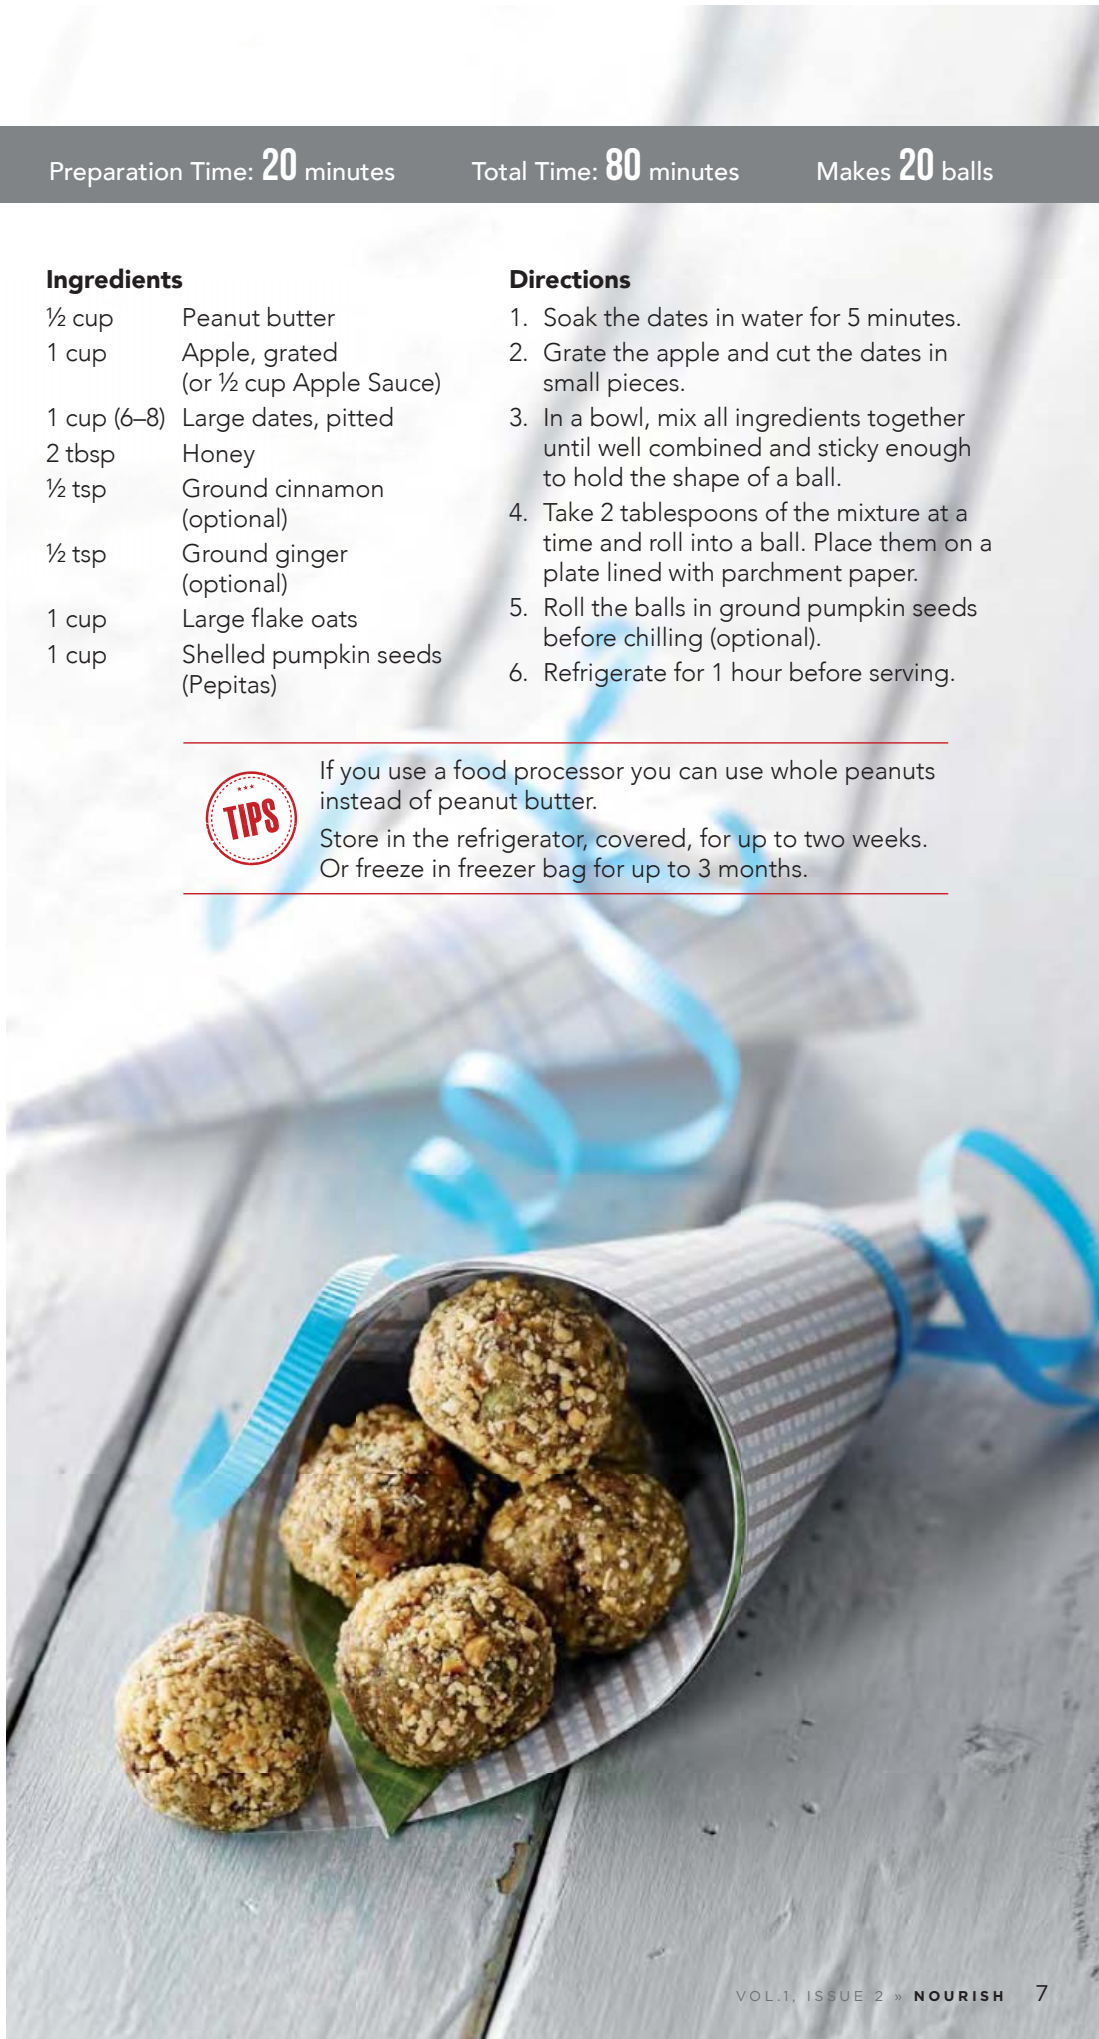 Preparation Time: 20 minutes
Total Time: 80 minutes
Makes 20 balls
Ingredients
½ cup Peanut butter
1 cup Apple, grated
(or ½ cup Apple Sauce)
1 cup (6–8) Large dates, pitted
2 tbsp Honey
½ tsp Ground cinnamon
(optional)
½ tsp Ground ginger
(optional)
1 cup Large flake oats
1 cup Shelled pumpkin seeds
(Pepitas)
Directions
1. Soak the dates in water for 5 minutes.
2. Grate the apple and cut the dates in
small pieces.
3. In a bowl, mix all ingredients together
until well combined and sticky enough
to hold the shape of a ball.
4. Take 2 tablespoons of the mixture at a
time and roll into a ball. Place them on a
plate lined with parchment paper.
5. Roll the balls in ground pumpkin seeds
before chilling (optional).
6. Refrigerate for 1 hour before serving.
TIPS
If you use a food processor you can use whole peanuts
instead of peanut butter.
Store in the refrigerator, covered, for up to two weeks.
Or freeze in freezer bag for up to 3 months.
VOL.1, ISSUE 2 » NOURISH 7